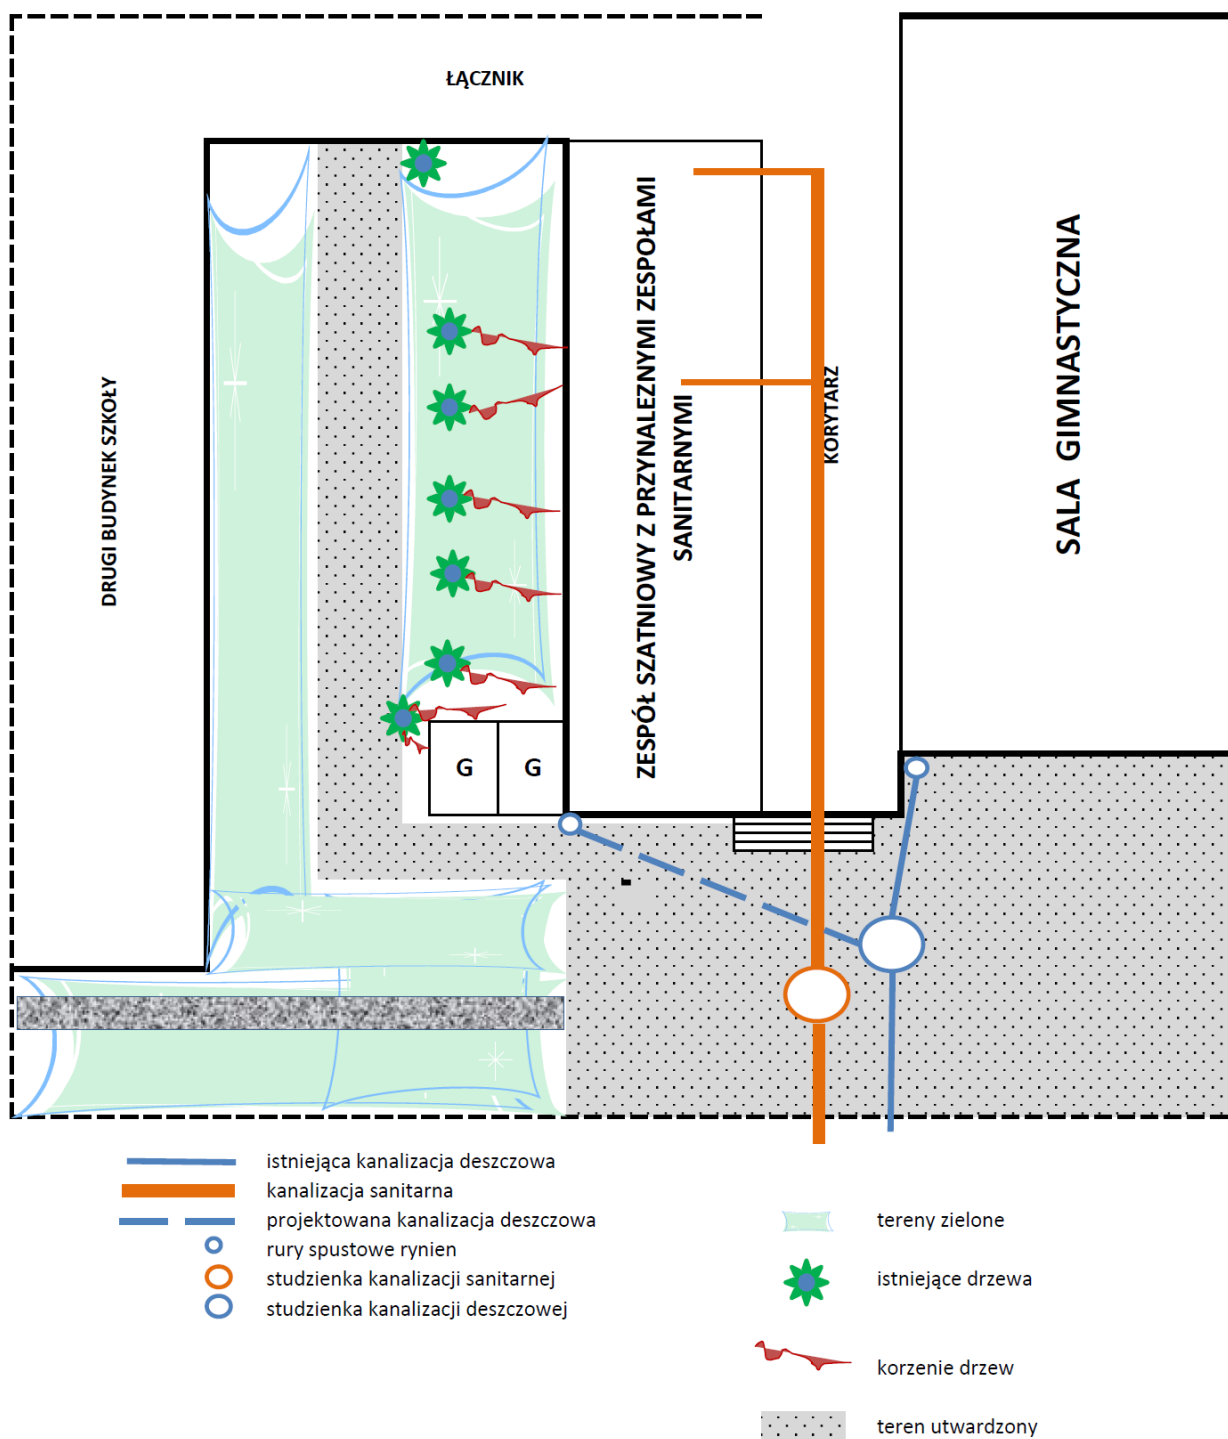 ŁĄCZNIK
DRUGI BUDYNEK SZKOŁY
ZESPÓŁ SZATNIOWY Z PRZYNALEZNYMI ZESPOŁAMI
SANITARNYMI
KORYTARZ
SALA GIMNASTYCZNA
G G
istniejąca kanalizacja deszczowa
kanalizacja sanitarna
projektowana kanalizacja deszczowa
rury spustowe rynien
studzienka kanalizacji sanitarnej
studzienka kanalizacji deszczowej
tereny zielone
istniejące drzewa
korzenie drzew
teren utwardzony